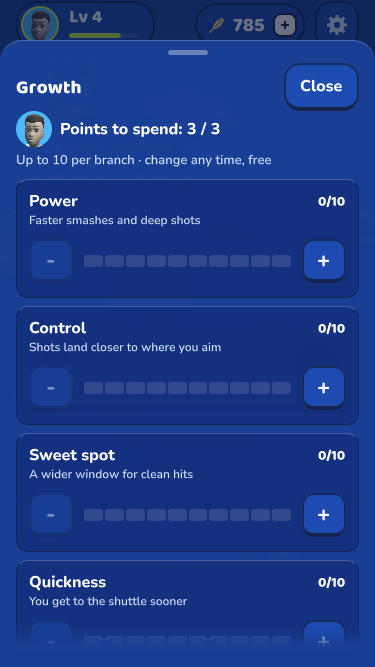 Lv 4
785
+
Growth
Close
Points to spend: 3 / 3
Up to 10 per branch · change any time, free
Power
0/10
Faster smashes and deep shots
-
+
Control
0/10
Shots land closer to where you aim
-
+
Sweet spot
0/10
A wider window for clean hits
-
+
Quickness
0/10
You get to the shuttle sooner
-
+